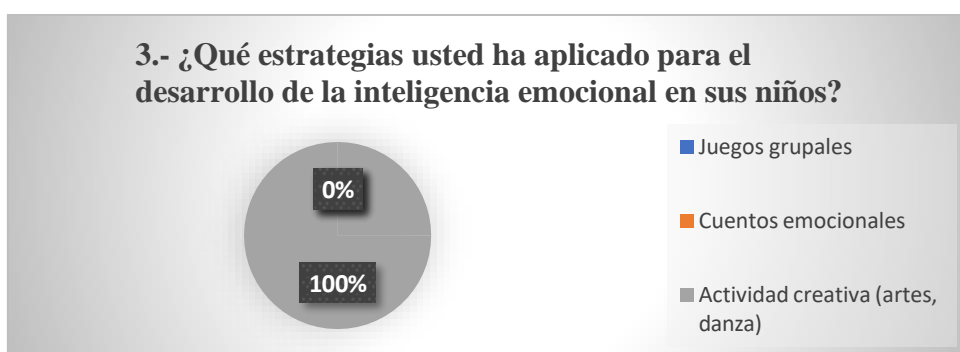 3.- ¿Qué estrategias usted ha aplicado para el
desarrollo de la inteligencia emocional en sus niños?
0%
100%
Juegos grupales
Cuentos emocionales
Actividad creativa (artes,
danza)